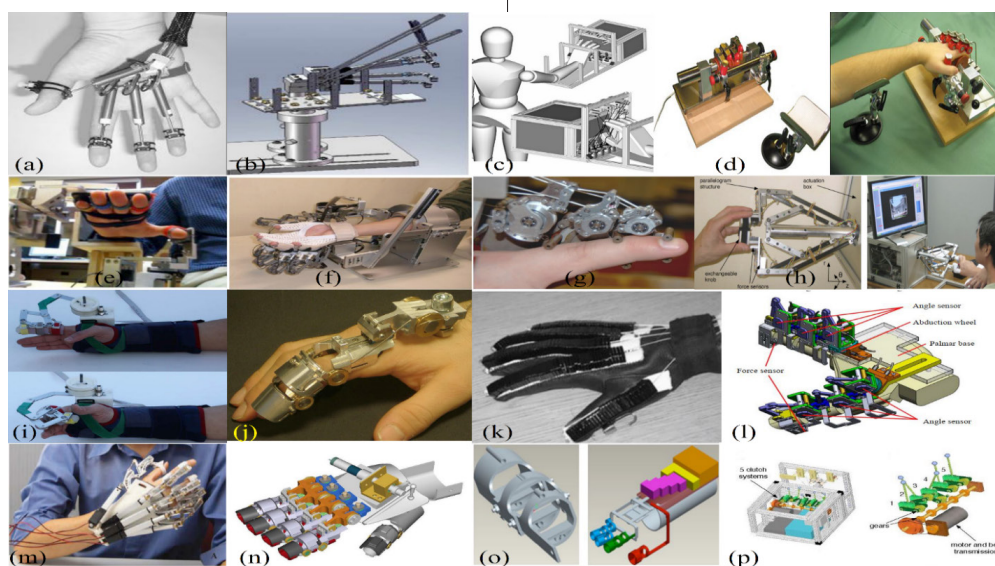 (a)
(b)
(c)
(d)
(e)
(f)
(g)
parallelogram
structure
actuation
box
exchangeable
knob
force sensors
(h)
(i)
(j)
(k)
Angle sensor
Abduction wheel
Palmar base
Force sensor
Angle sensor
(l)
(m)
(n)
(o)
5 clutch
systems
1
2
3
4
5
gears
motor and be
transmission
(p)